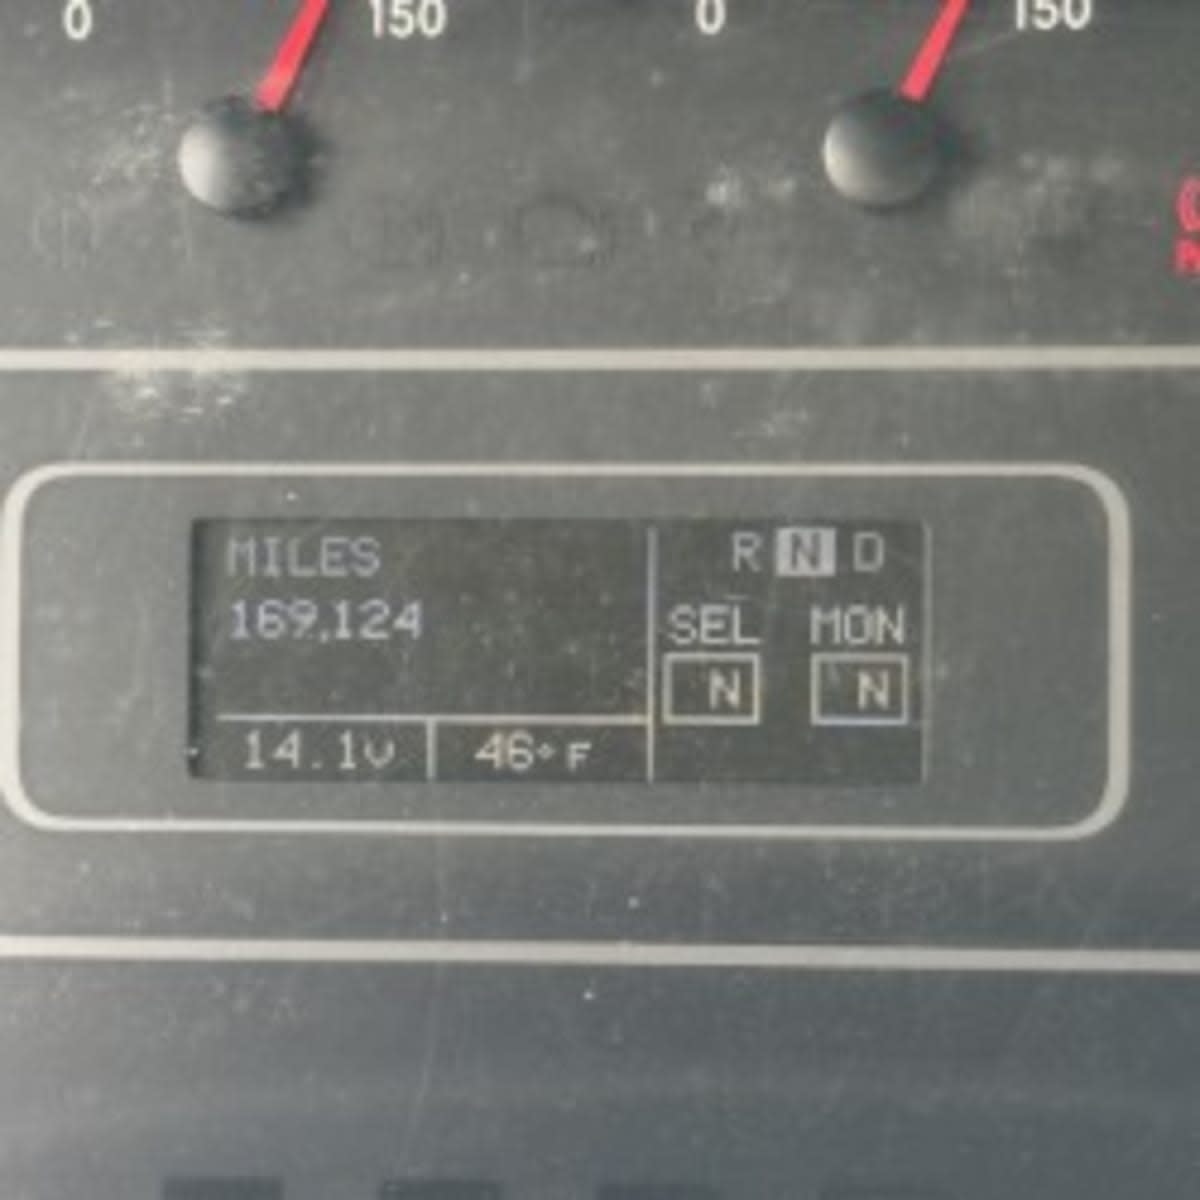 0 150 0 150
MILES R N D
169,124 SEL MON
N N
14.1V 46°F